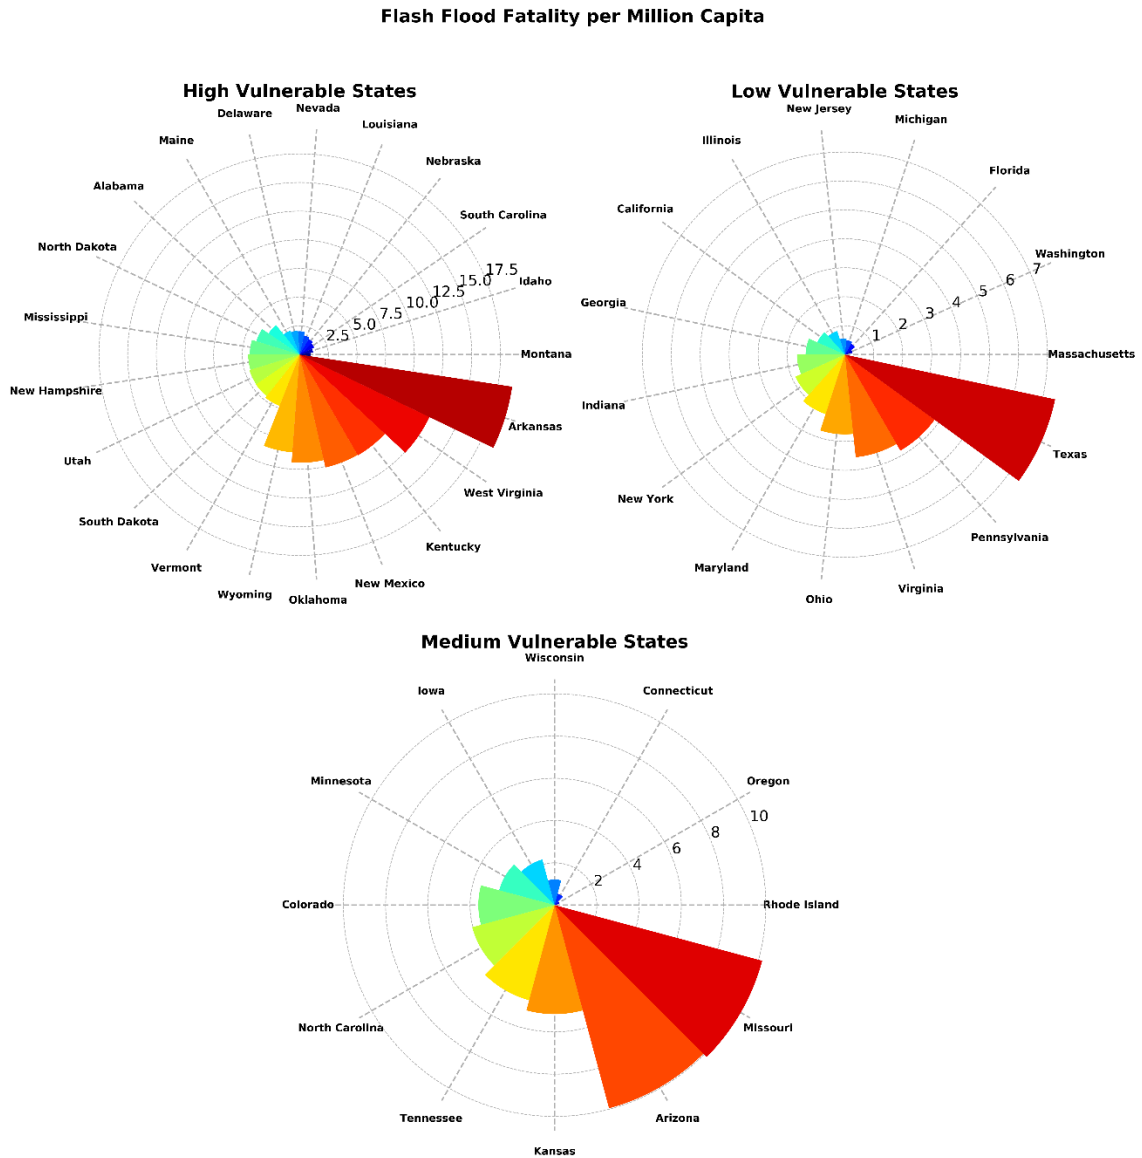 Flash Flood Fatality per Million Capita
High Vulnerable States
Nevada
Delaware
Louisiana
Maine
Nebraska
Alabama
South Carolina
North Dakota
Idaho
Mississippi
Montana
New Hampshire
Arkansas
Utah
West Virginia
South Dakota
Kentucky
Vermont
New Mexico
Wyoming
Oklahoma
2.5
5.0
7.5
10.0
12.5
15.0
17.5
Low Vulnerable States
New Jersey
Michigan
Illinois
Florida
California
Washington
Georgia
Massachusetts
Indiana
Texas
New York
Pennsylvania
Maryland
Virginia
Ohio
1
2
3
4
5
6
7
Medium Vulnerable States
Wisconsin
Iowa
Connecticut
Minnesota
Oregon
Colorado
Rhode Island
North Carolina
Missouri
Tennessee
Arizona
Kansas
2
4
6
8
10